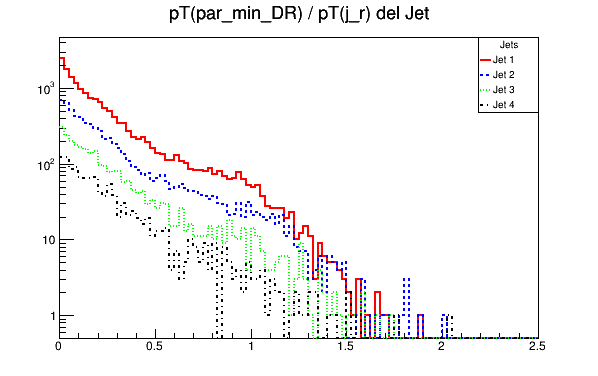 pT(par_min_DR) / pT(j_r) del Jet
Jets
Jet 1
Jet 2
Jet 3
Jet 4
10³
10²
10
1
0 0.5 1 1.5 2 2.5